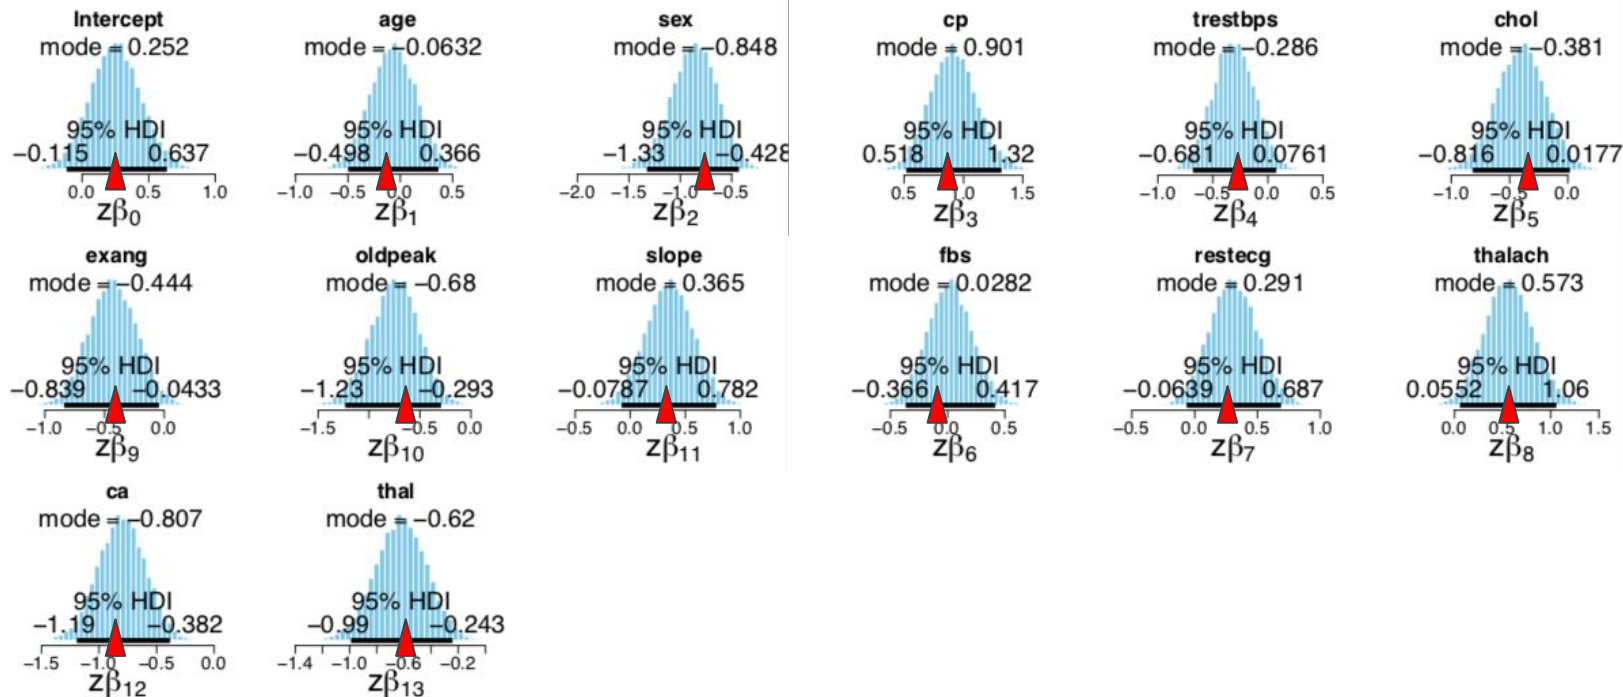 Intercept
mode = 0.252
95% HDI
−0.115 0.637
0.0 0.5 1.0
zβ0
age
mode = −0.0632
95% HDI
−0.498 0.366
−1.0 −0.5 0.0 0.5
zβ1
sex
mode = −0.848
95% HDI
−1.33 −0.428
−2.0 −1.5 −1.0 −0.5
zβ2
cp
mode = 0.901
95% HDI
0.518 1.32
0.5 1.0 1.5
zβ3
trestbps
mode = −0.286
95% HDI
−0.681 0.0761
−1.0 −0.5 0.0 0.5
zβ4
chol
mode = −0.381
95% HDI
−0.816 0.0177
−1.0 −0.5 0.0
zβ5
exang
mode = −0.444
95% HDI
−0.839 −0.0433
−1.0 −0.5 0.0
zβ9
oldpeak
mode = −0.68
95% HDI
−1.23 −0.293
−1.5 −0.5 0.0
zβ10
slope
mode = 0.365
95% HDI
−0.0787 0.782
−0.5 0.0 0.5 1.0
zβ11
fbs
mode = 0.0282
95% HDI
−0.366 0.417
−0.5 0.0 0.5
zβ6
restecg
mode = 0.291
95% HDI
−0.0639 0.687
−0.5 0.0 0.5 1.0
zβ7
thalach
mode = 0.573
95% HDI
0.0552 1.06
0.0 0.5 1.0 1.5
zβ8
ca
mode = −0.807
95% HDI
−1.19 −0.382
−1.5 −1.0 −0.5 0.0
zβ12
thal
mode = −0.62
95% HDI
−0.99 −0.243
−1.4 −1.0 −0.6 −0.2
zβ13